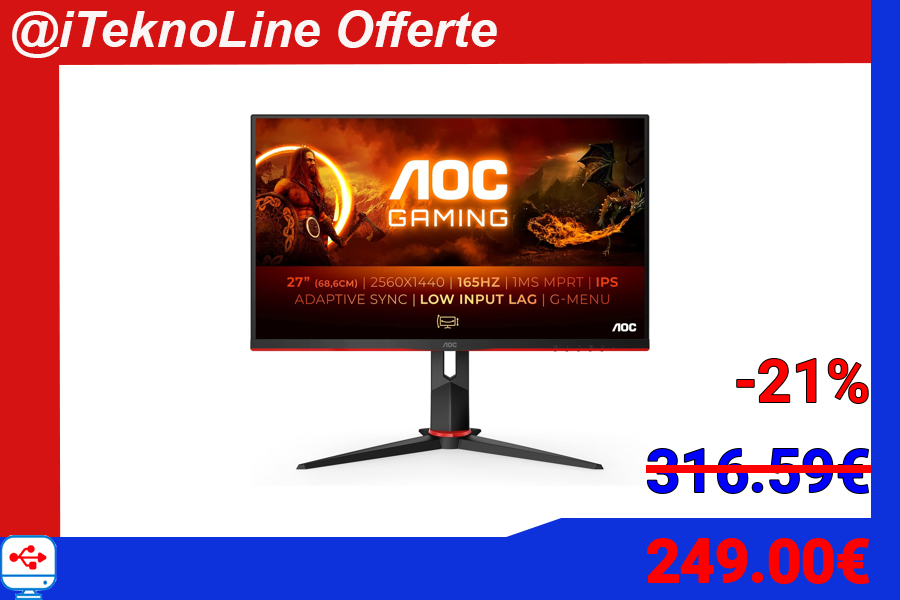 @iTeknoLine Offerte
AOC
GAMING
27” (68,6CM) | 2560X1440 | 165HZ | 1MS MPRT | IPS
ADAPTIVE SYNC | LOW INPUT LAG | G-MENU
AOC
AOC
-21%
316.59€
249.00€